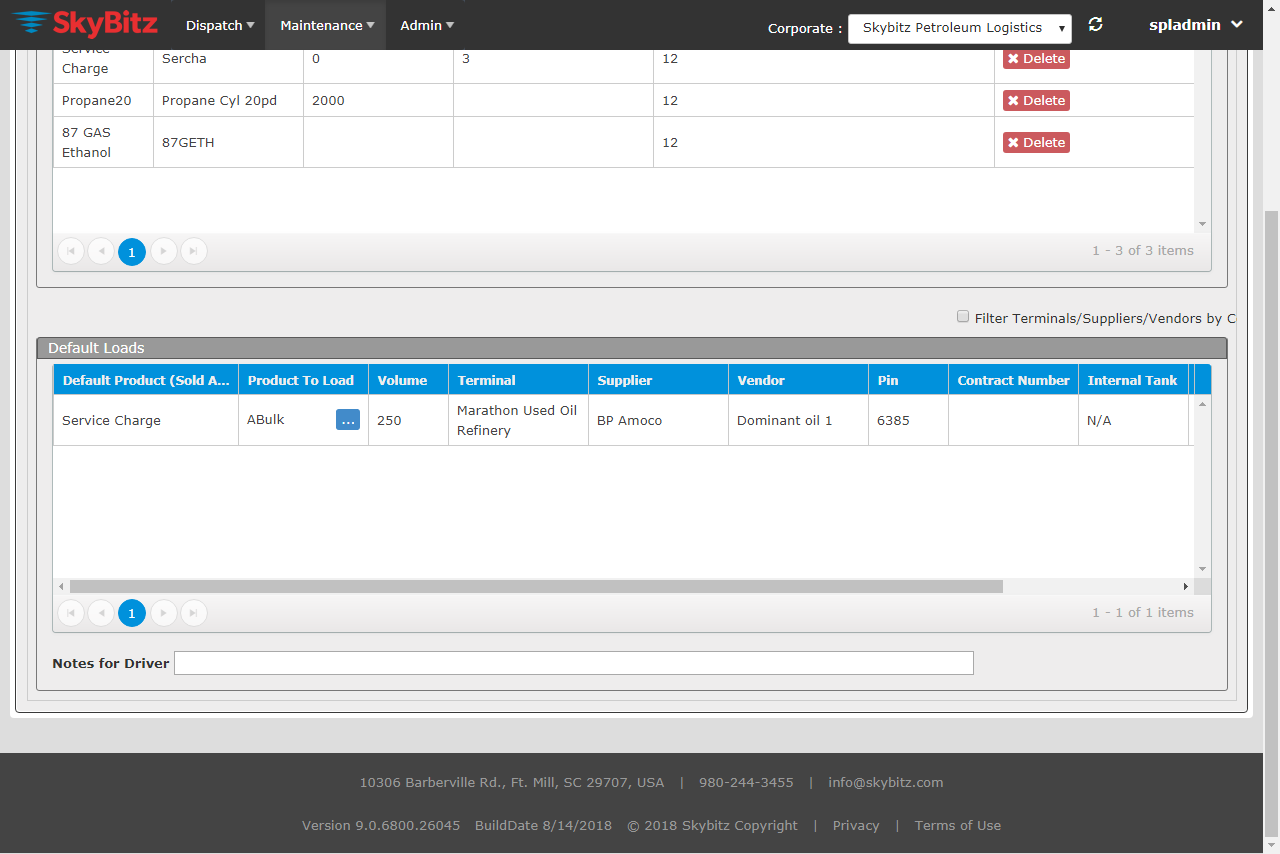 SkyBitz Dispatch Maintenance Admin Corporate : Skybitz Petroleum Logistics spladmin
Service
Charge Sercha 0 3 12 Delete
Propane20 Propane Cyl 20pd 2000 12 Delete
87 GAS
Ethanol 87GETH 12 Delete
1 1 - 3 of 3 items
Filter Terminals/Suppliers/Vendors by C
Default Loads
Default Product (Sold A... Product To Load Volume Terminal Supplier Vendor Pin Contract Number Internal Tank
Service Charge ABulk ... 250 Marathon Used Oil
Refinery BP Amoco Dominant oil 1 6385 N/A
1 1 - 1 of 1 items
Notes for Driver
10306 Barberville Rd., Ft. Mill, SC 29707, USA | 980-244-3455 | info@skybitz.com
Version 9.0.6800.26045 BuildDate 8/14/2018 © 2018 Skybitz Copyright | Privacy | Terms of Use